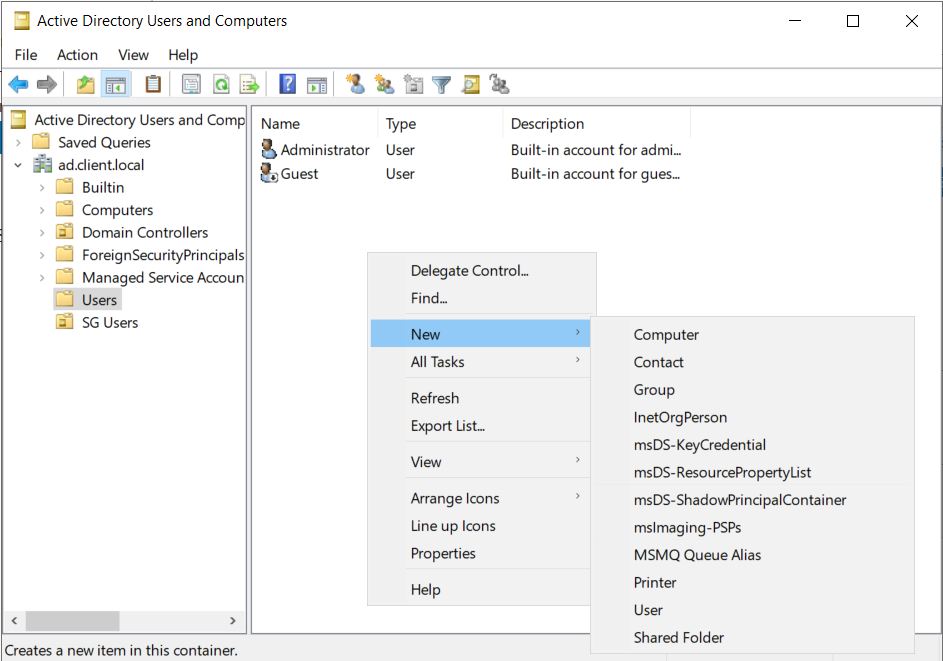 Active Directory Users and Computers
File Action View Help
Active Directory Users and Comp
Saved Queries
ad.client.local
Builtin
Computers
Domain Controllers
ForeignSecurityPrincipals
Managed Service Accoun
Users
SG Users
Name Type Description
Administrator User Built-in account for admi...
Guest User Built-in account for gues...
Delegate Control...
Find...
New
All Tasks
Refresh
Export List...
View
Arrange Icons
Line up Icons
Properties
Help
Computer
Contact
Group
InetOrgPerson
msDS-KeyCredential
msDS-ResourcePropertyList
msDS-ShadowPrincipalContainer
msImaging-PSPs
MSMQ Queue Alias
Printer
User
Shared Folder
Creates a new item in this container.